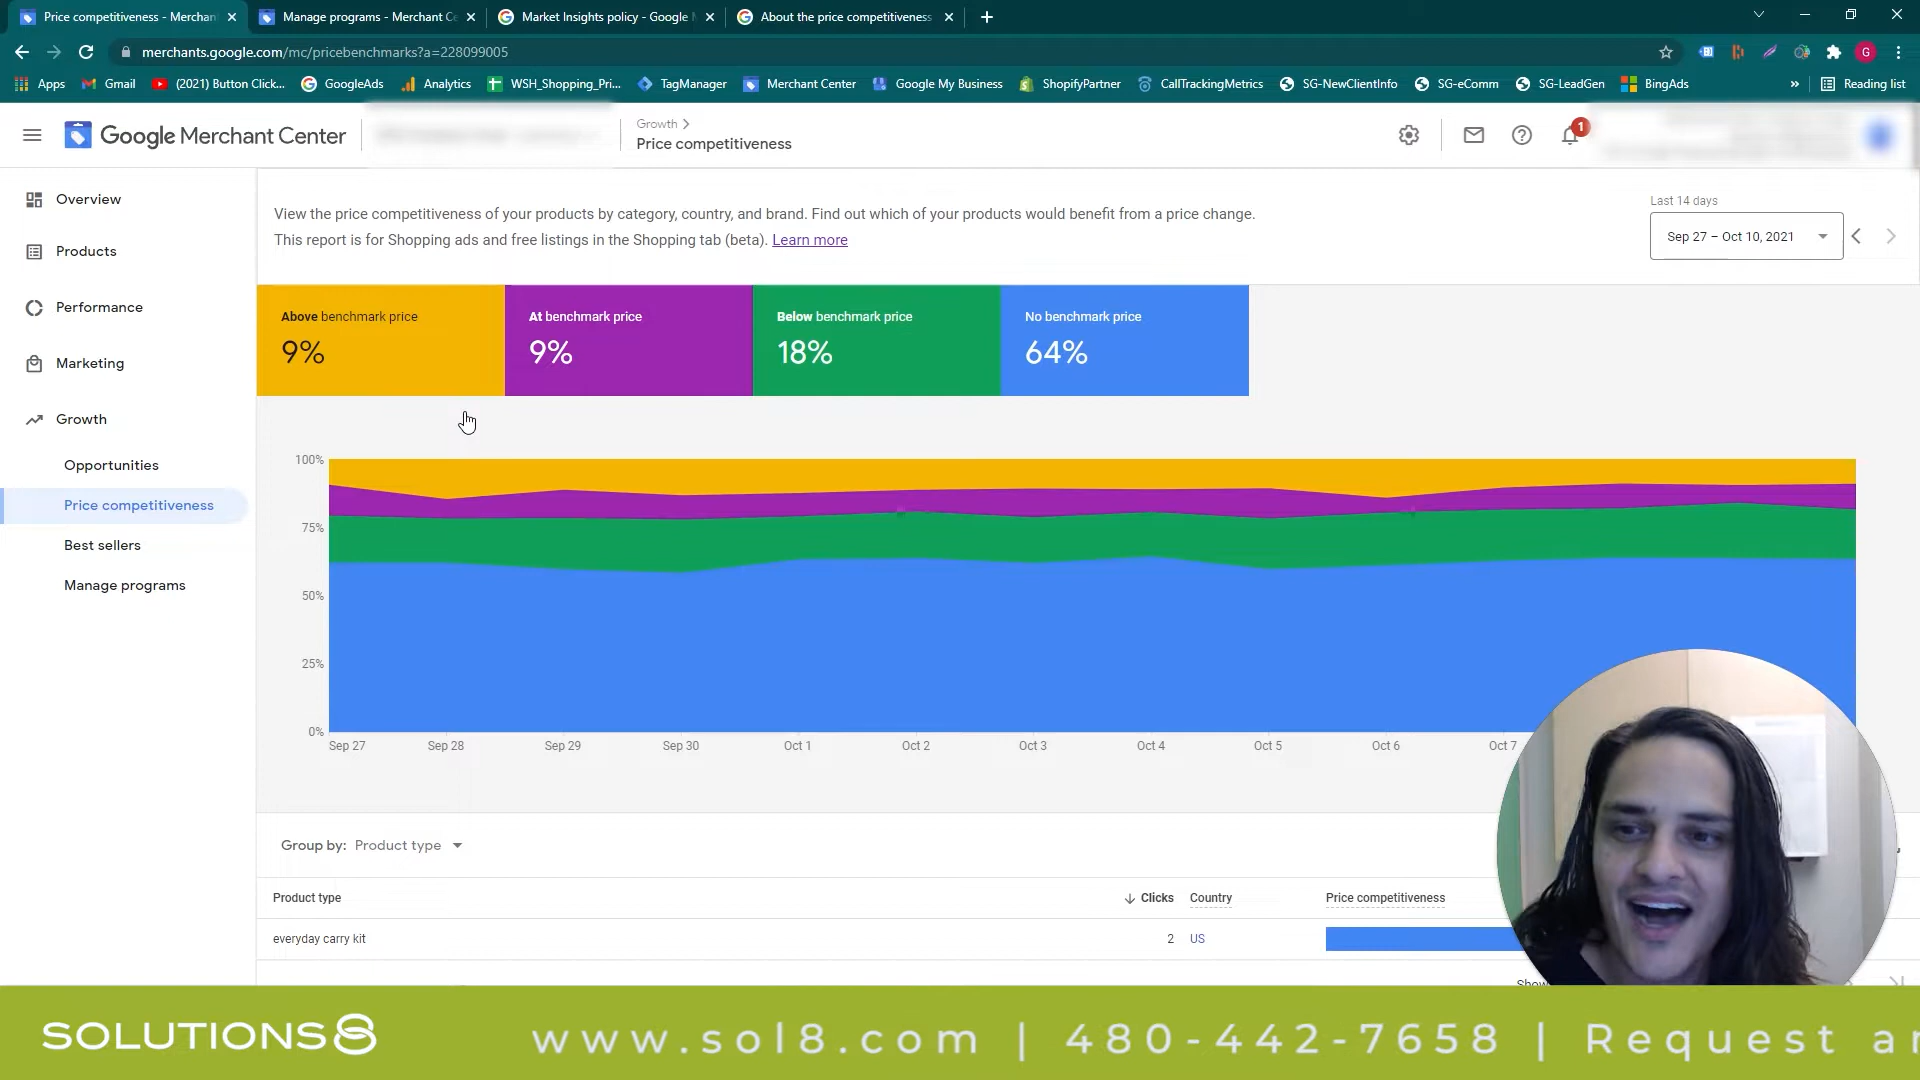 Price competitiveness - Merchan
Manage programs - Merchant Ce
Market Insights policy - Google M
About the price competitiveness
merchants.google.com/mc/pricebenchmarks?a=228099005
G
Apps
Gmail
(2021) Button Click...
GoogleAds
Analytics
WSH_Shopping_Pri...
TagManager
Merchant Center
Google My Business
ShopifyPartner
CallTrackingMetrics
SG-NewClientInfo
SG-eComm
SG-LeadGen
BingAds
»
Reading list
Google Merchant Center
Growth
Price competitiveness
1
Overview
Products
Performance
Marketing
Growth
Opportunities
Price competitiveness
Best sellers
Manage programs
View the price competitiveness of your products by category, country, and brand. Find out which of your products would benefit from a price change.
This report is for Shopping ads and free listings in the Shopping tab (beta). Learn more
Last 14 days
Sep 27 – Oct 10, 2021
Above benchmark price
9%
At benchmark price
9%
Below benchmark price
18%
No benchmark price
64%
100%
75%
50%
25%
0%
Sep 27 Sep 28 Sep 29 Sep 30 Oct 1 Oct 2 Oct 3 Oct 4 Oct 5 Oct 6 Oct 7
Group by: Product type
Product type Clicks Country Price competitiveness
everyday carry kit 2 US
Show
SOLUTIONS8
www.sol8.com | 480-442-7658 | Request an